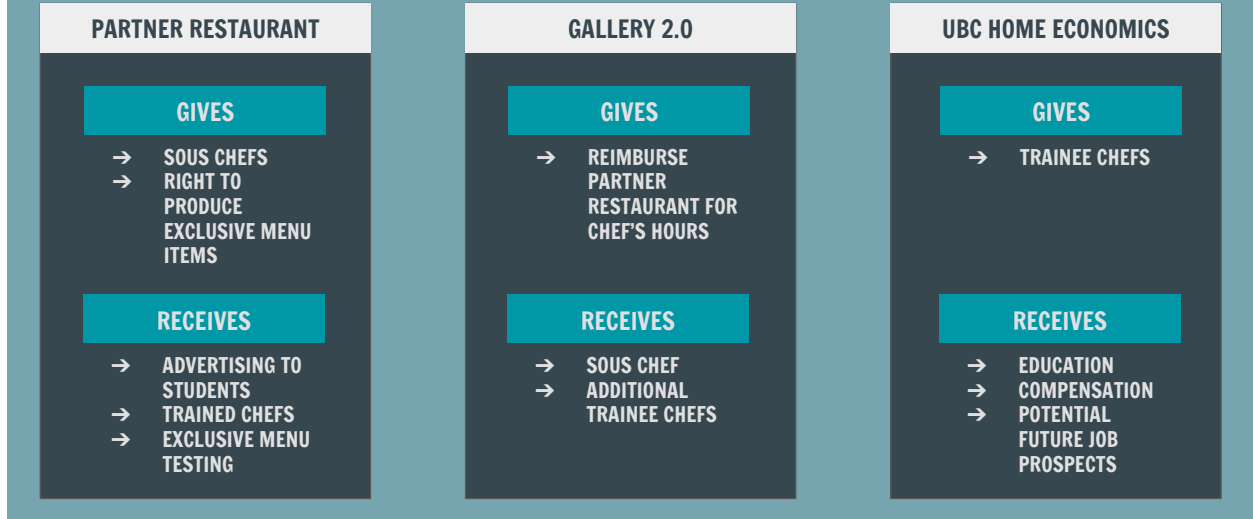 PARTNER RESTAURANT
GIVES
➔ SOUS CHEFS
➔ RIGHT TO
PRODUCE
EXCLUSIVE MENU
ITEMS
RECEIVES
➔ ADVERTISING TO
STUDENTS
➔ TRAINED CHEFS
➔ EXCLUSIVE MENU
TESTING
GALLERY 2.0
GIVES
➔ REIMBURSE
PARTNER
RESTAURANT FOR
CHEF’S HOURS
RECEIVES
➔ SOUS CHEF
➔ ADDITIONAL
TRAINEE CHEFS
UBC HOME ECONOMICS
GIVES
➔ TRAINEE CHEFS
RECEIVES
➔ EDUCATION
➔ COMPENSATION
➔ POTENTIAL
FUTURE JOB
PROSPECTS